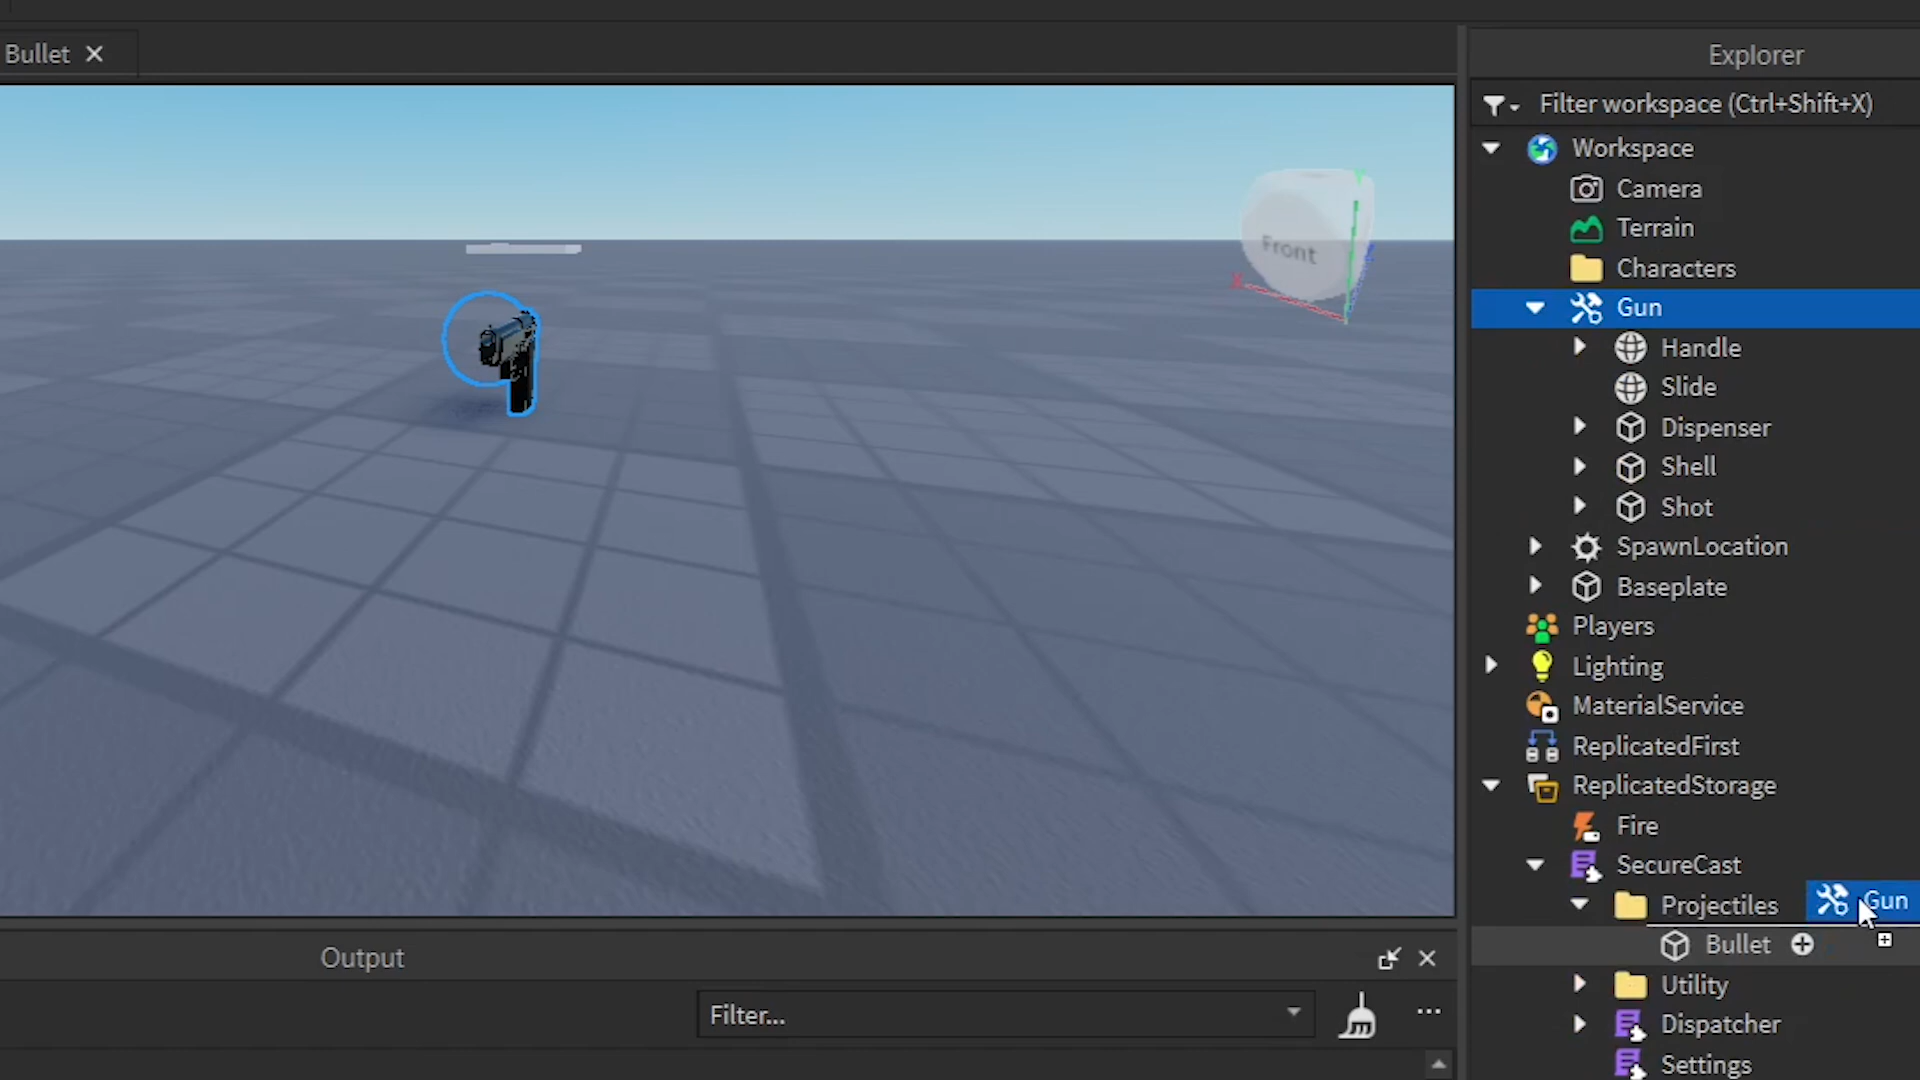 Bullet
Explorer
Filter workspace (Ctrl+Shift+X)
Workspace
Camera
Terrain
Characters
Gun
Handle
Slide
Dispenser
Shell
Shot
SpawnLocation
Baseplate
Players
Lighting
MaterialService
ReplicatedFirst
ReplicatedStorage
Fire
SecureCast
Projectiles
Gun
Bullet
Utility
Dispatcher
Settings
Front
X
Output
Filter...